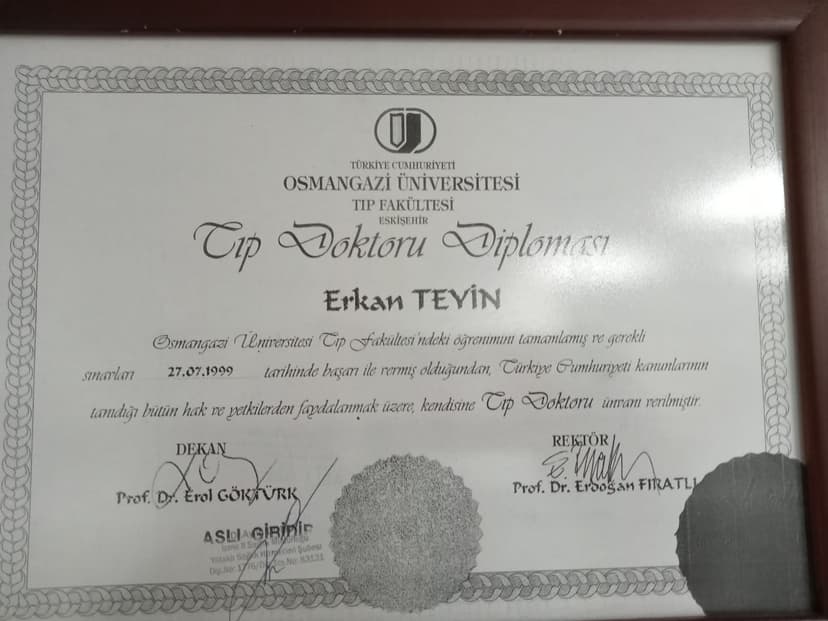 TÜRKİYE CUMHURİYETİ
OSMANGAZİ ÜNİVERSİTESİ
TIP FAKÜLTESİ
ESKİŞEHİR
Tıp Doktoru Diploması
Erkan TEYİN
Osmangazi Üniversitesi Tıp Fakültesi'ndeki öğrenimini tamamlamış ve gerekli
sınavları 27.07.1999 tarihinde başarı ile vermiş olduğundan, Türkiye Cumhuriyeti kanunlarının
tanıdığı bütün hak ve yetkilerden faydalanmak üzere, kendisine Tıp Doktoru ünvanı verilmiştir.
DEKAN
Prof. Dr. Erol GÖKTÜRK
REKTÖR
Prof. Dr. Erdoğan FIRATLI
ASLI GİBİDİR